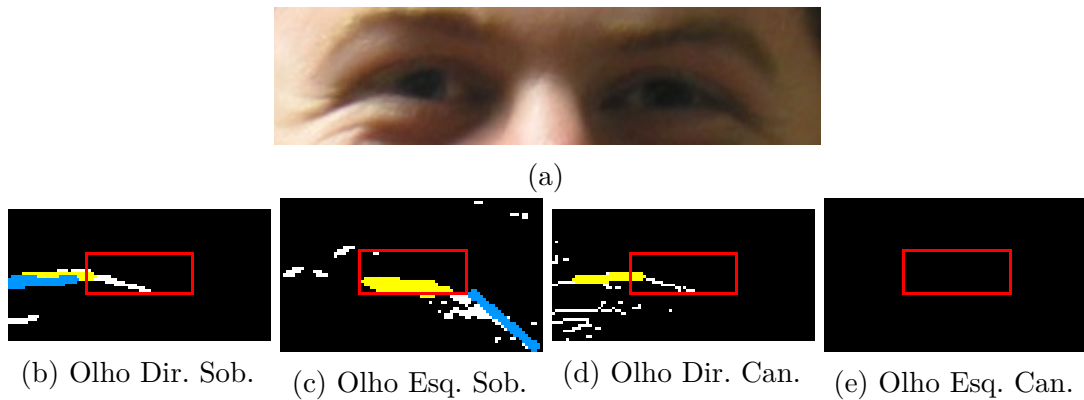 (a)
(b) Olho Dir. Sob.
(c) Olho Esq. Sob.
(d) Olho Dir. Can.
(e) Olho Esq. Can.